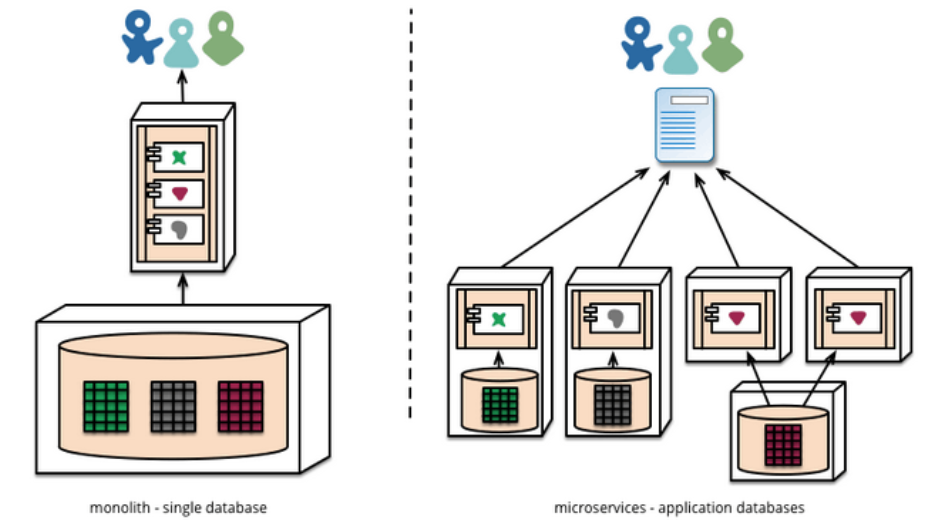 monolith - single database
microservices - application databases